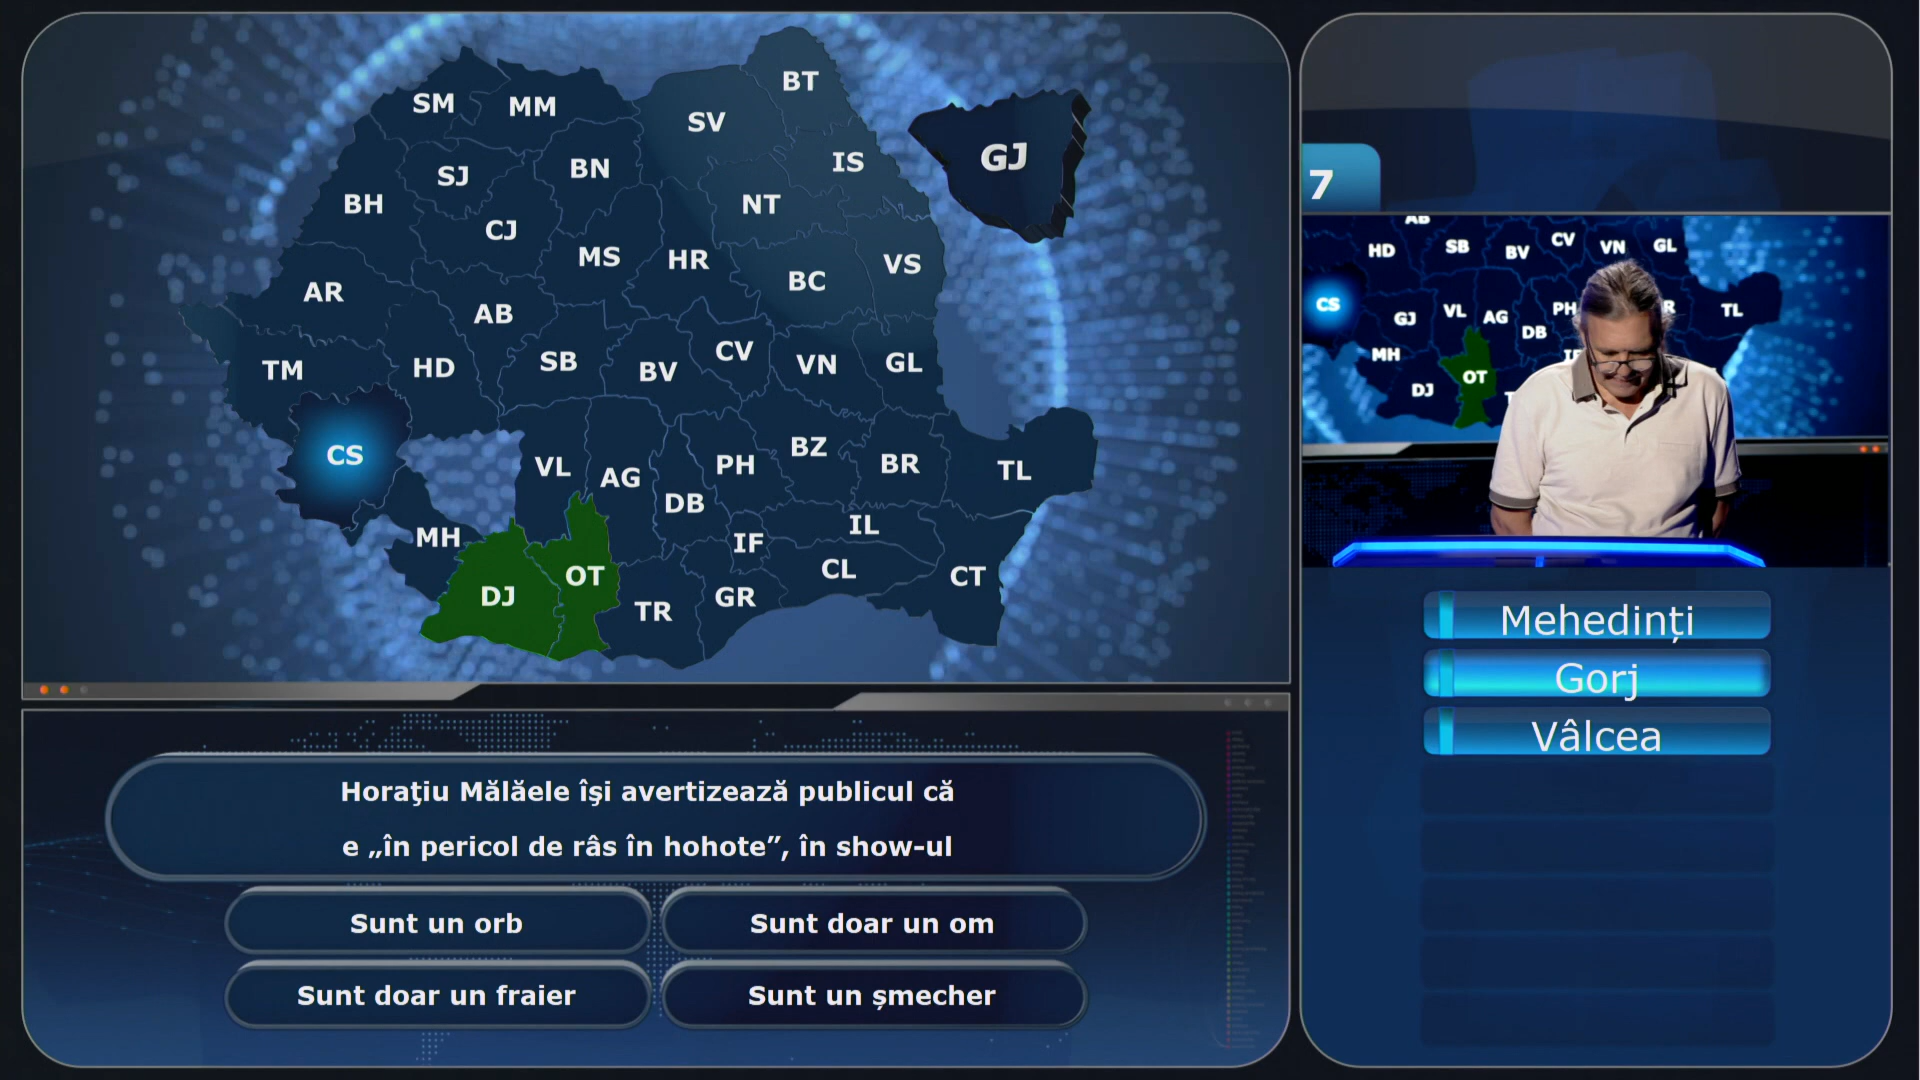 BT
SM
MM
SV
GJ
IS
BN
SJ
BH
NT
CJ
MS
HR
VS
BC
AR
AB
CV
SB
VN
GL
TM
HD
BV
CS
BZ
VL
PH
BR
TL
AG
DB
IL
MH
IF
CL
OT
CT
DJ
GR
TR
7
AB
HD
SB
BV
CV
VN
GL
CS
GJ
VL
AG
PH
R
TL
DB
MH
OT
DJ
Mehedinți
Gorj
Vâlcea
Horaţiu Mălăele îşi avertizează publicul că
e „în pericol de râs în hohote”, în show-ul
Sunt un orb
Sunt doar un om
Sunt doar un fraier
Sunt un șmecher